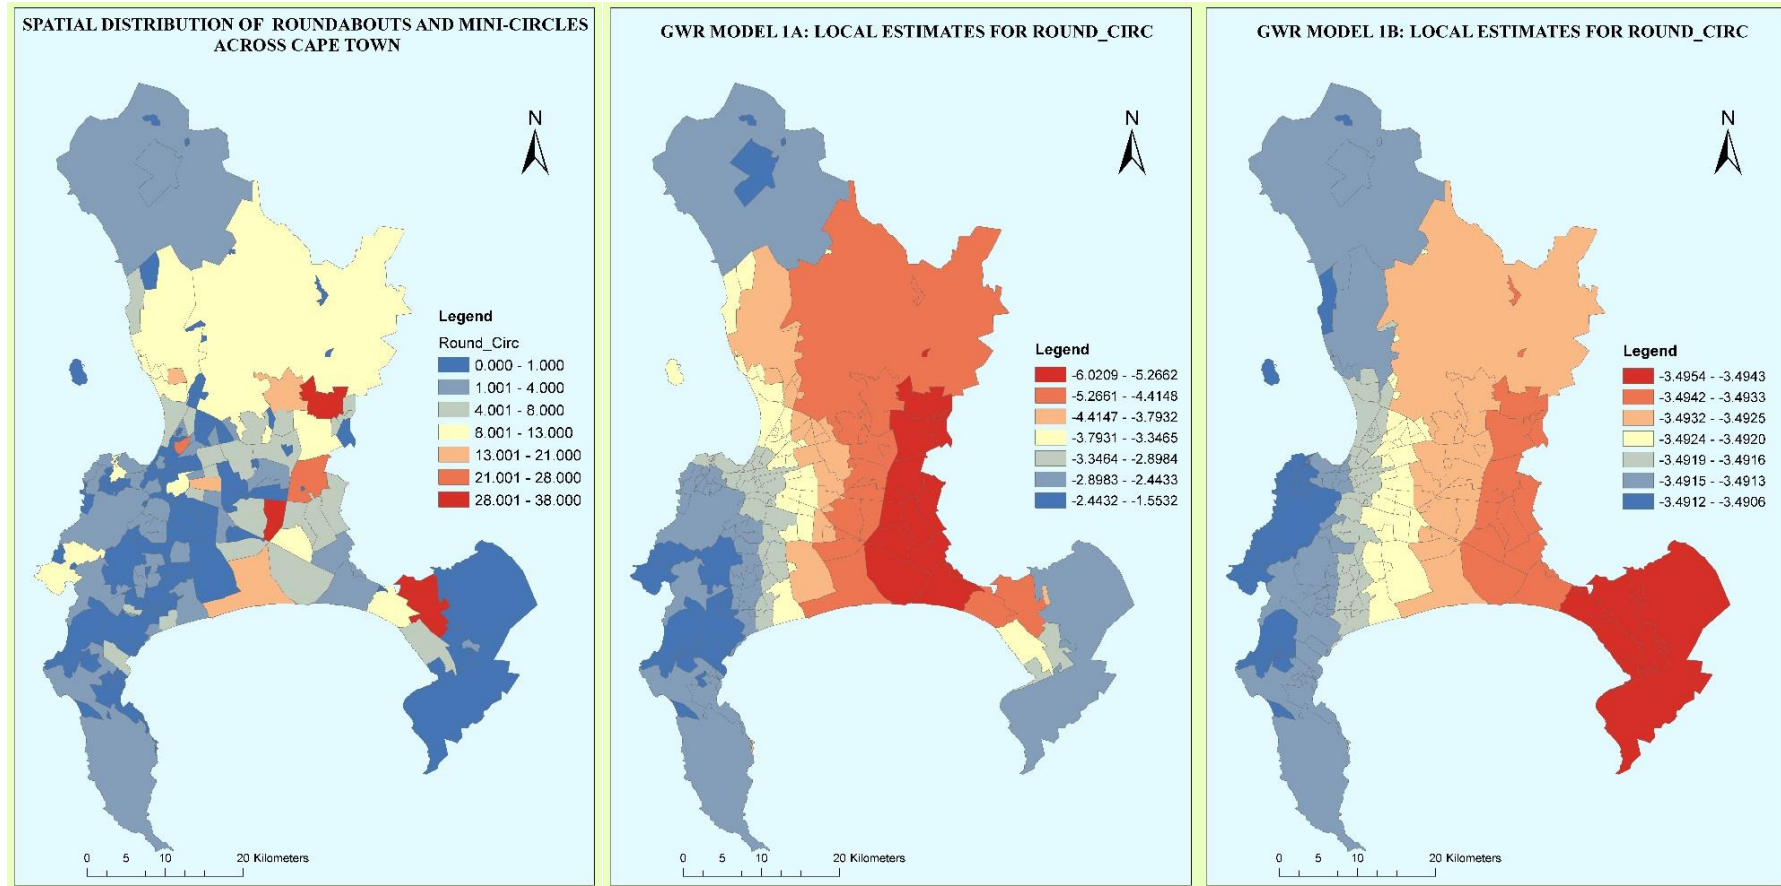 SPATIAL DISTRIBUTION OF ROUNDABOUTS AND MINI-CIRCLES
ACROSS CAPE TOWN
N
Legend
Round_Circ
0.000 - 1.000
1.001 - 4.000
4.001 - 8.000
8.001 - 13.000
13.001 - 21.000
21.001 - 28.000
28.001 - 38.000
0 5 10 20 Kilometers
GWR MODEL 1A: LOCAL ESTIMATES FOR ROUND_CIRC
N
Legend
-6.0209 - -5.2662
-5.2661 - -4.4148
-4.4147 - -3.7932
-3.7931 - -3.3465
-3.3464 - -2.8984
-2.8983 - -2.4433
-2.4432 - -1.5532
0 5 10 20 Kilometers
GWR MODEL 1B: LOCAL ESTIMATES FOR ROUND_CIRC
N
Legend
-3.4954 - -3.4943
-3.4942 - -3.4933
-3.4932 - -3.4925
-3.4924 - -3.4920
-3.4919 - -3.4916
-3.4915 - -3.4913
-3.4912 - -3.4906
0 5 10 20 Kilometers